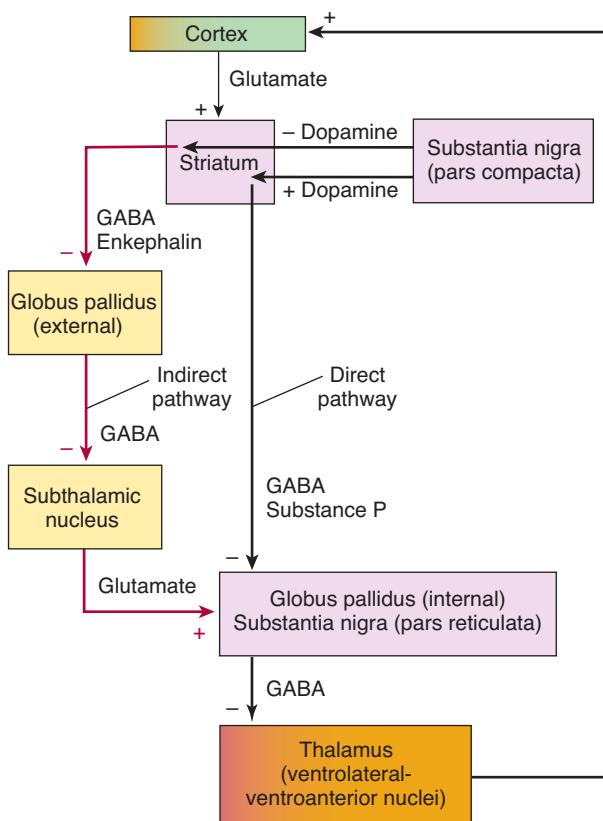 +
Cortex
Glutamate
+
– Dopamine
Striatum
+ Dopamine
Substantia nigra
(pars compacta)
GABA
Enkephalin
–
Globus pallidus
(external)
Indirect
pathway
Direct
pathway
–
GABA
Subthalamic
nucleus
GABA
Substance P
–
Glutamate
+
Globus pallidus (internal)
Substantia nigra (pars reticulata)
GABA
–
Thalamus
(ventrolateral-
ventroanterior nuclei)